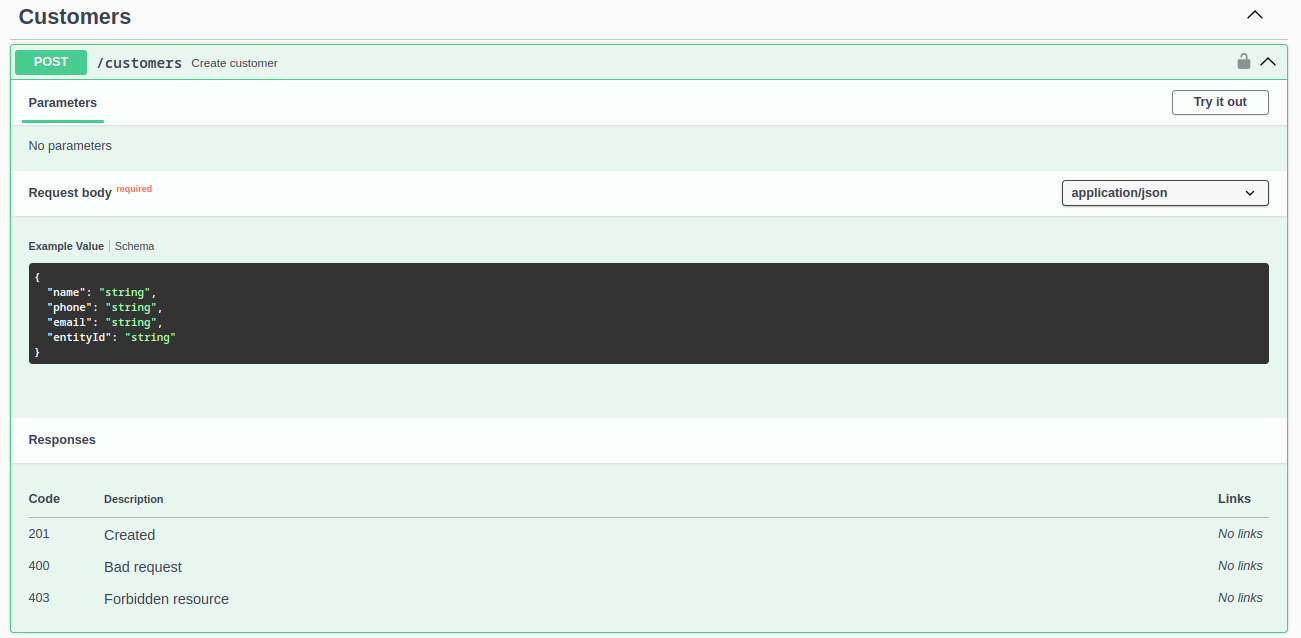 Customers
POST /customers Create customer
Parameters Try it out
No parameters
Request body required application/json
Example Value Schema
{
"name": "string",
"phone": "string",
"email": "string",
"entityId": "string"
}
Responses
Code Description Links
201 Created No links
400 Bad request No links
403 Forbidden resource No links